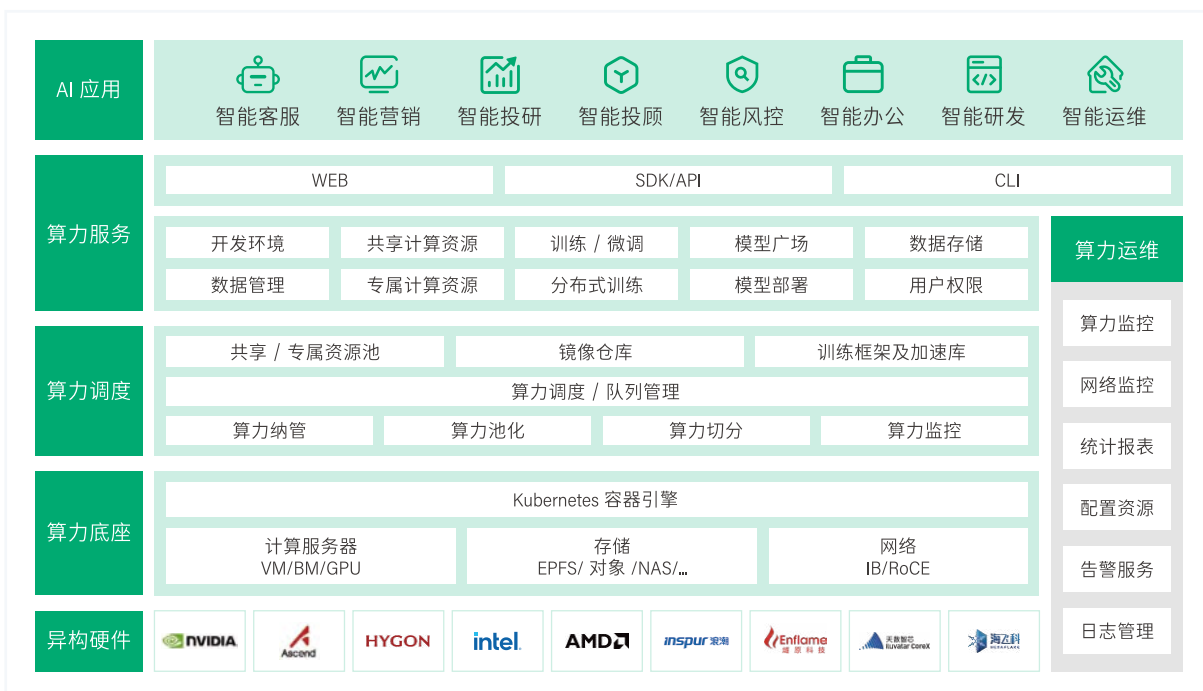 AI 应用
智能客服
智能营销
智能投研
智能投顾
智能风控
智能办公
智能研发
智能运维
算力服务
WEB
SDK/API
CLI
开发环境
共享计算资源
训练 / 微调
模型广场
数据存储
数据管理
专属计算资源
分布式训练
模型部署
用户权限
算力调度
共享 / 专属资源池
镜像仓库
训练框架及加速库
算力调度 / 队列管理
算力纳管
算力池化
算力切分
算力监控
算力底座
Kubernetes 容器引擎
计算服务器
VM/BM/GPU
存储
EPFS/ 对象 /NAS/...
网络
IB/RoCE
异构硬件
NVIDIA
Ascend
HYGON
intel
AMD
inspur 浪潮
Enflame
燧原科技
天数智芯
Iluvatar CoreX
海飞科
算力运维
算力监控
网络监控
统计报表
配置资源
告警服务
日志管理